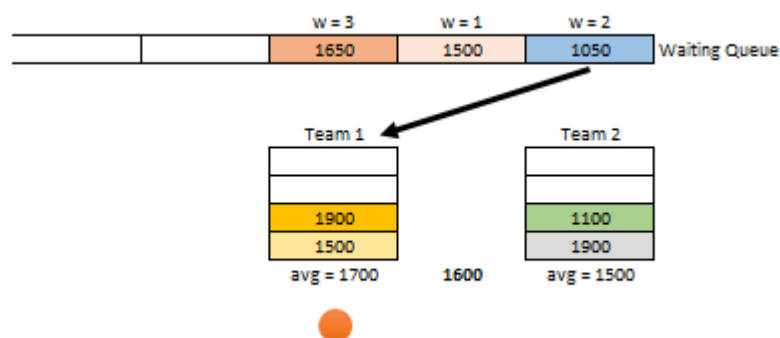 w = 3 w = 1 w = 2
1650 1500 1050 Waiting Queue
Team 1 Team 2
1900 1100
1500 1900
avg = 1700 1600 avg = 1500